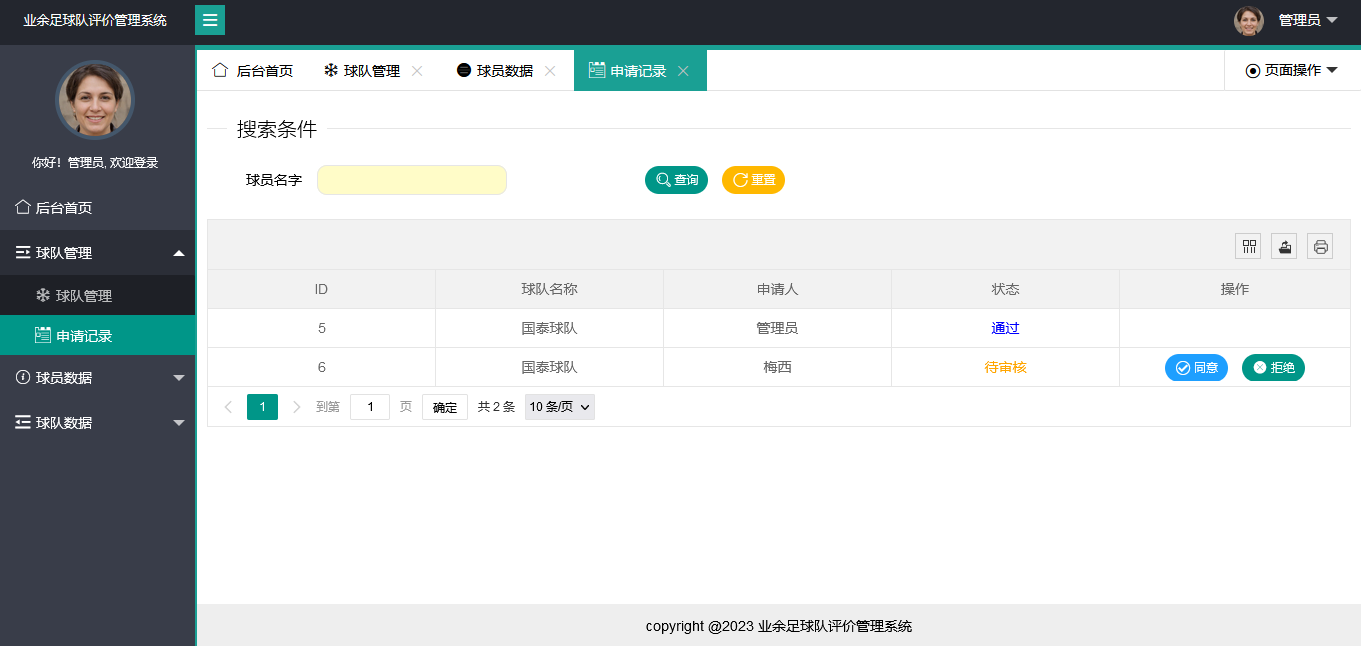 业余足球队评价管理系统
管理员
你好！管理员, 欢迎登录
后台首页
球队管理
球队管理
申请记录
球员数据
球队数据
后台首页
球队管理
球员数据
申请记录
页面操作
搜索条件
球员名字
查询
重置
ID 球队名称 申请人 状态 操作
5 国泰球队 管理员 通过
6 国泰球队 梅西 待审核 同意 拒绝
1 到第 1 页 确定 共 2 条 10 条/页
copyright @2023 业余足球队评价管理系统